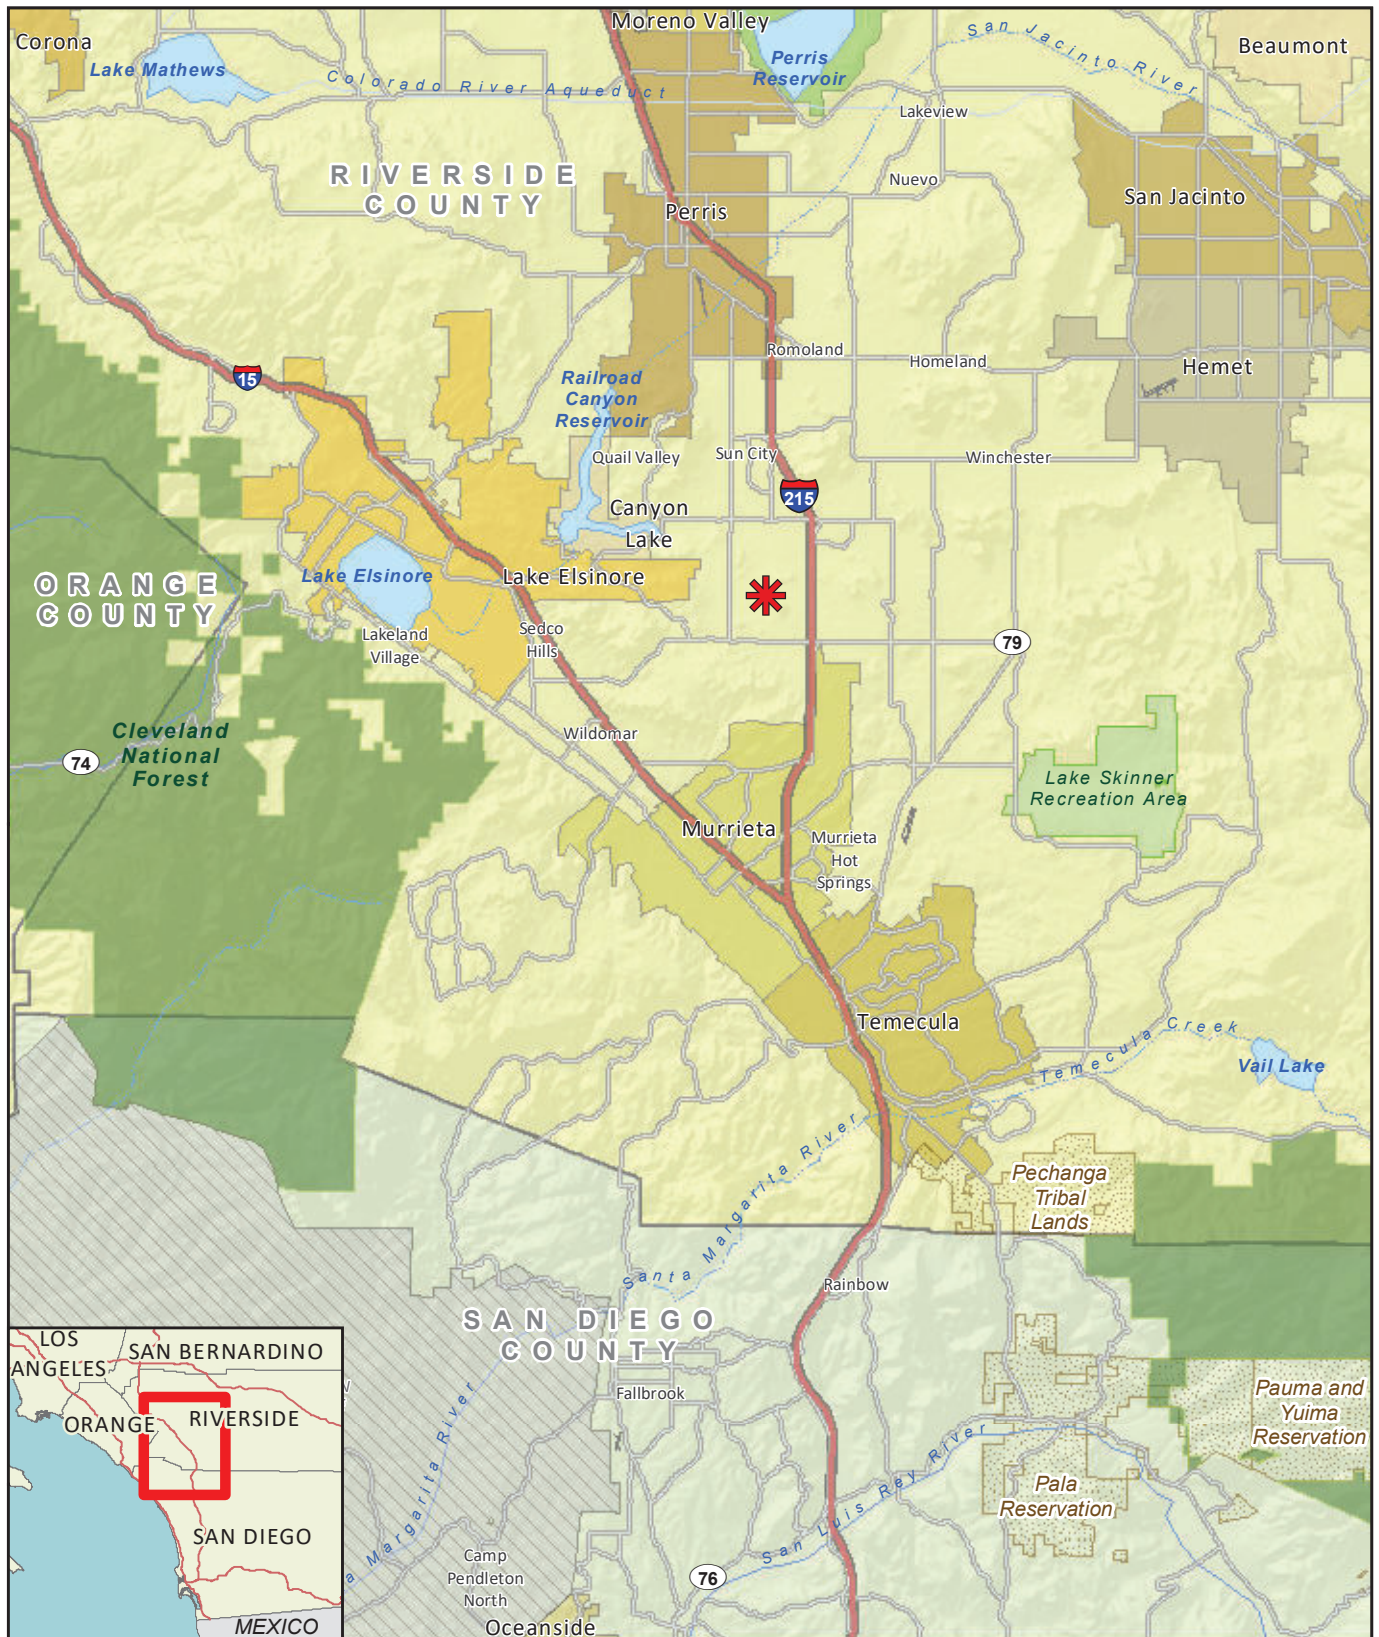 Moreno Valley
Corona
Lake Mathews
Perris
Reservoir
San Jacinto River
Beaumont
Colorado River Aqueduct
Lakeview
RIVERSIDE
COUNTY
Nuevo
San Jacinto
Perris
Romoland
Homeland
Hemet
15
Railroad
Canyon
Reservoir
Quail Valley
Sun City
Winchester
215
Canyon
Lake
ORANGE
COUNTY
Lake Elsinore
Lake Elsinore
Lakeland
Village
Sedco
Hills
79
Cleveland
National
Forest
74
Wildomar
Lake Skinner
Recreation Area
Murrieta
Murrieta
Hot
Springs
Temecula
Temecula Creek
Vail Lake
Santa Margarita River
Pechanga
Tribal
Lands
Rainbow
SAN DIEGO
COUNTY
Fallbrook
Pauma and
Yuima
Reservation
San Luis Rey River
Pala
Reservation
a Margarita River
Camp
Pendleton
North
76
Oceanside
LOS
ANGELES
SAN BERNARDINO
ORANGE
RIVERSIDE
SAN DIEGO
MEXICO